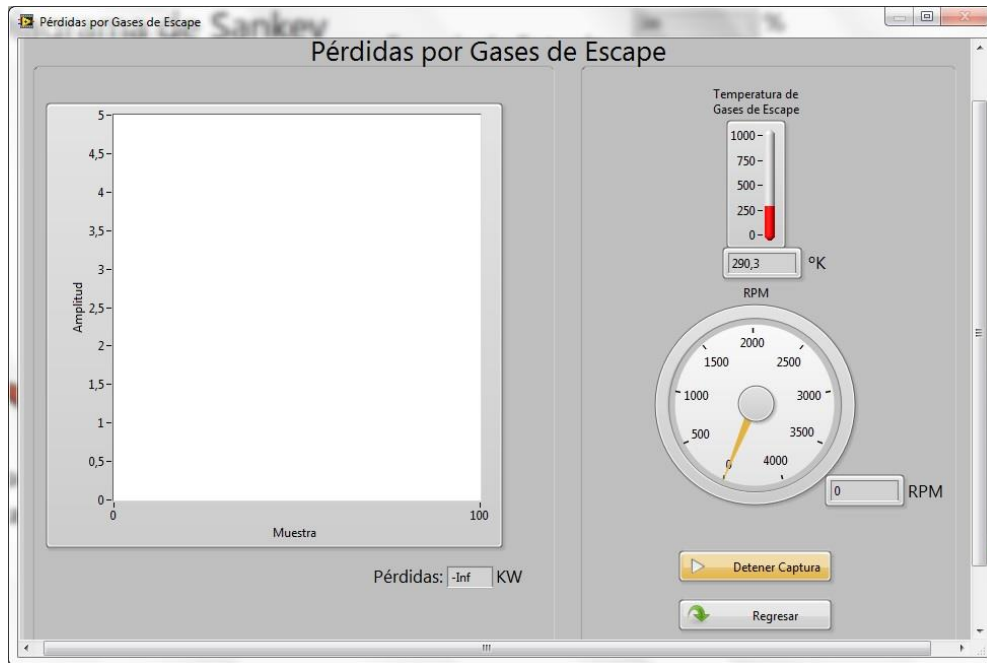 Pérdidas por Gases de Escape
Pérdidas por Gases de Escape
5
4,5
4
3,5
3
2,5
2
1,5
1
0,5
0
Amplitud
0
100
Muestra
Pérdidas: -Inf KW
Temperatura de
Gases de Escape
1000
750
500
250
0
290,3 °K
RPM
2000
1500 2500
1000 3000
500 3500
0 4000
0 RPM
Detener Captura
Regresar